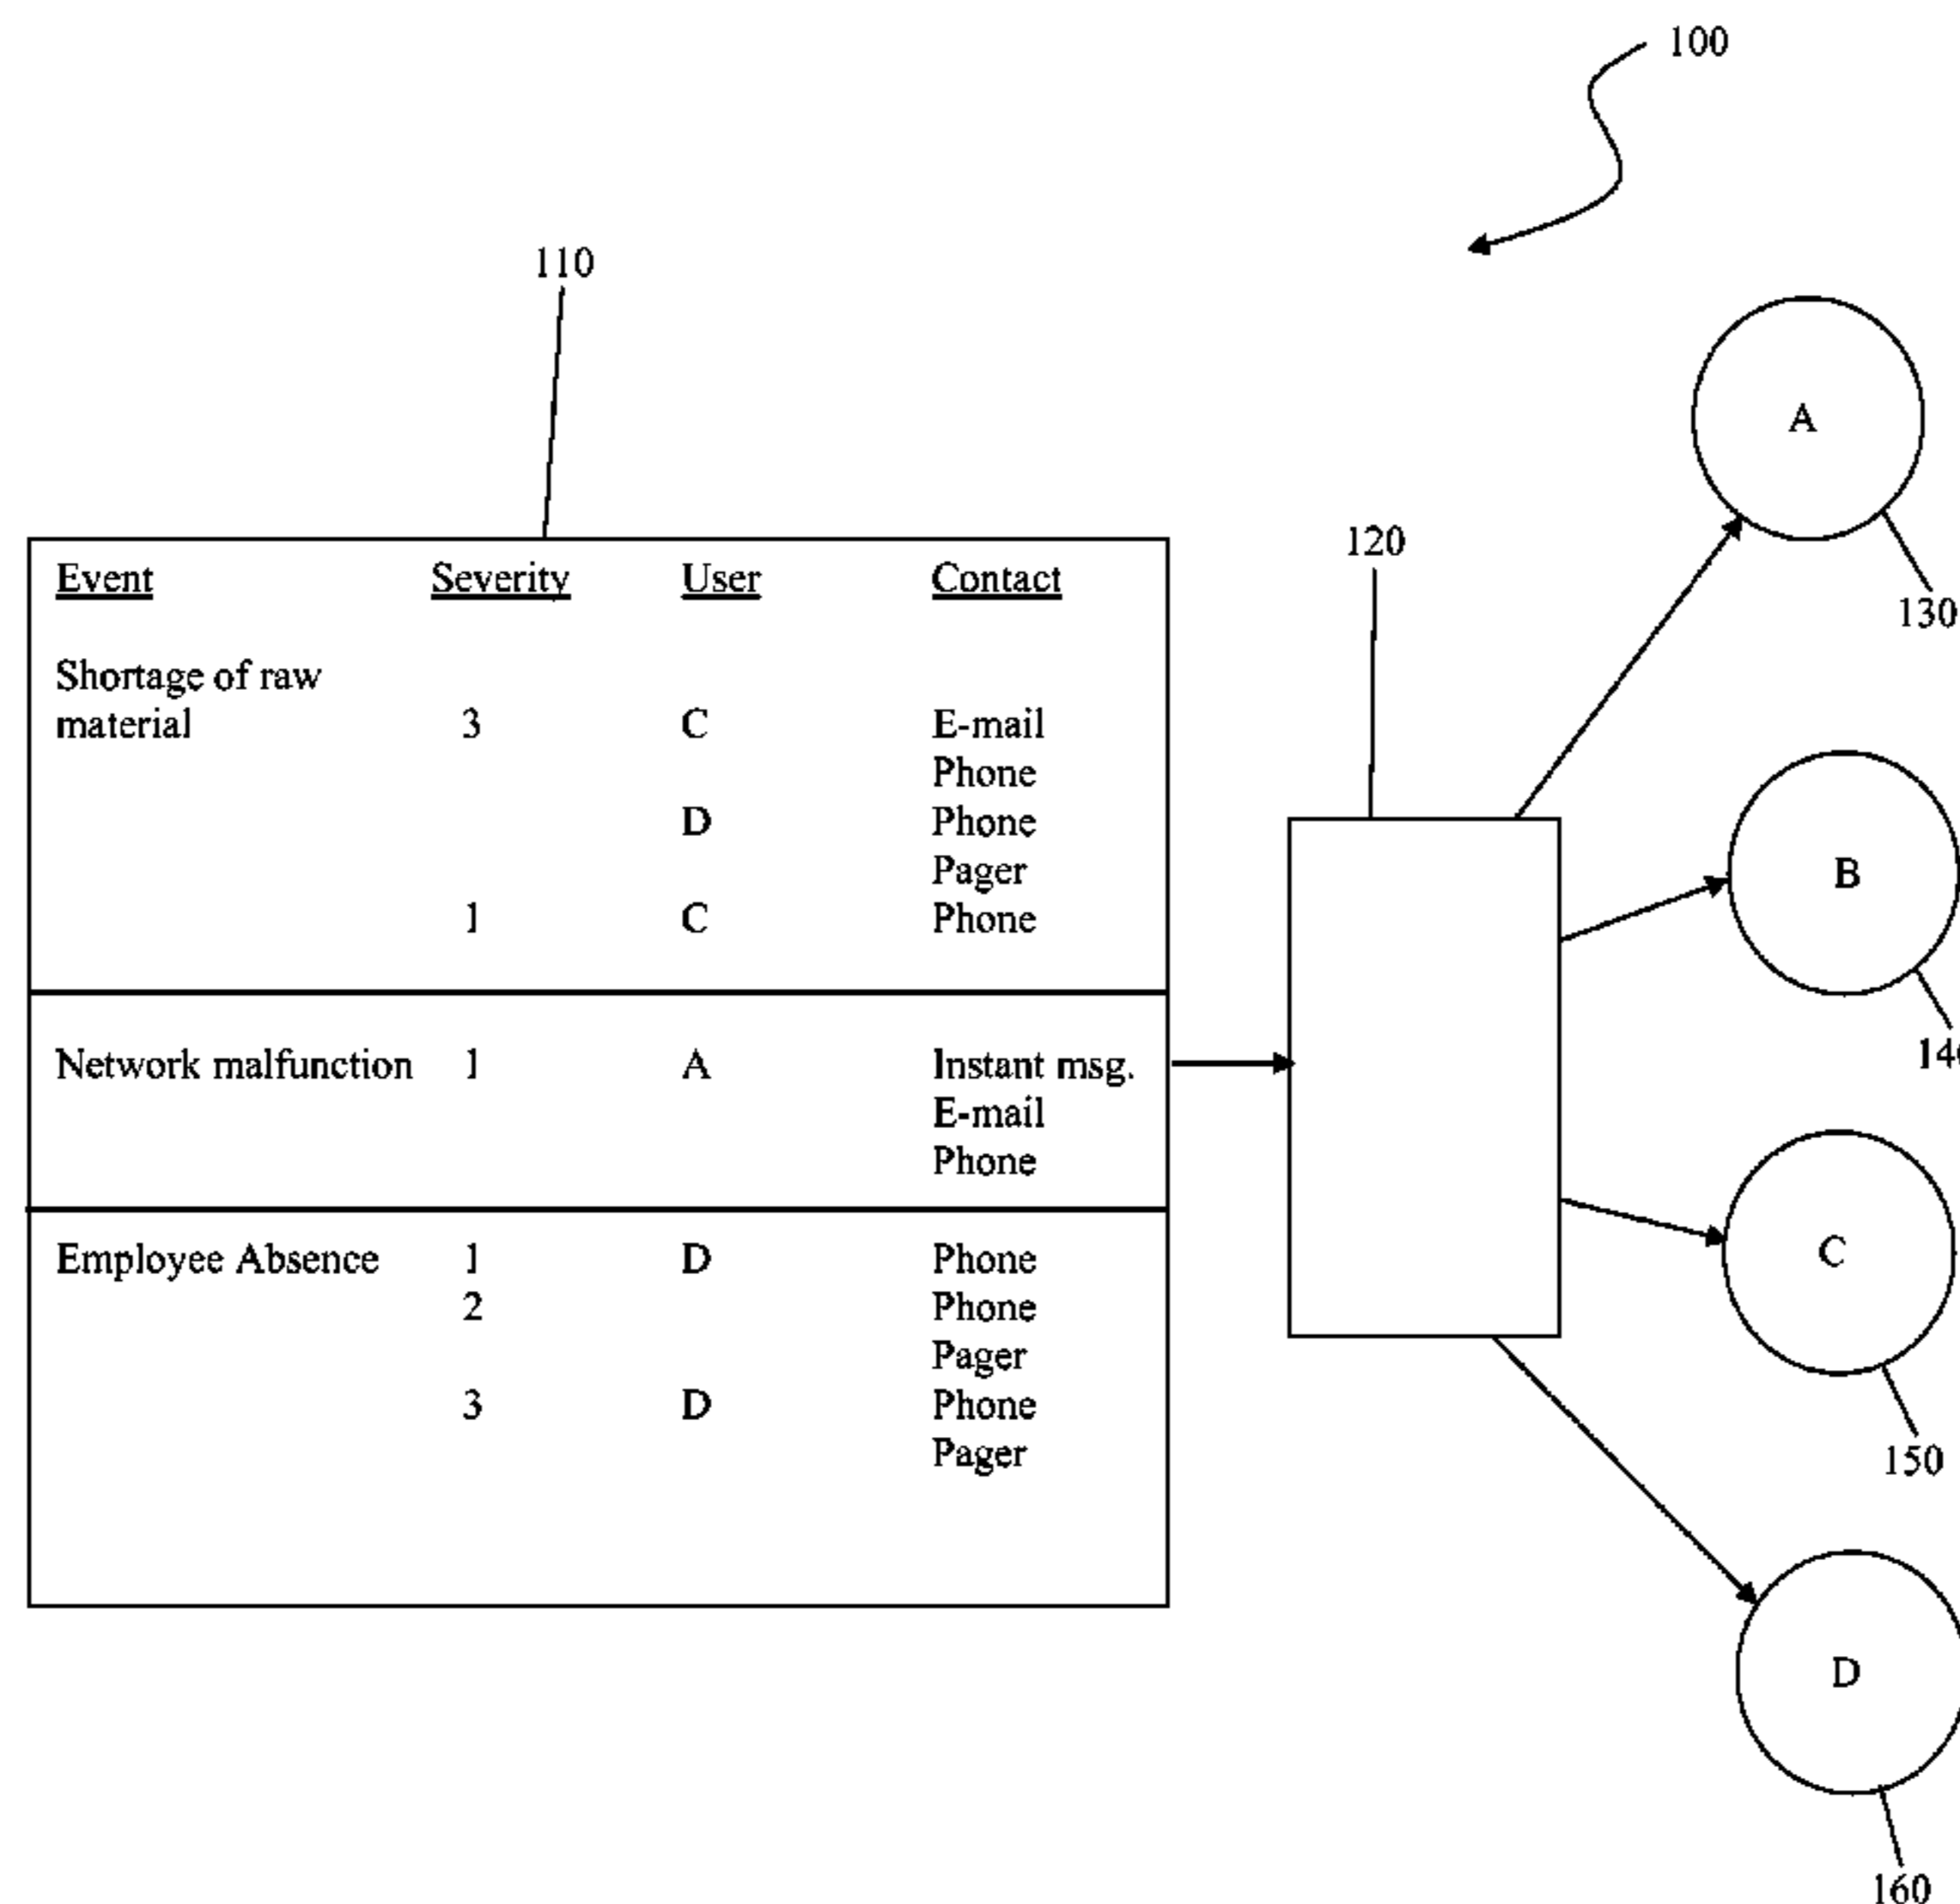 100
110
Event Severity User Contact
Shortage of raw
material 3 C E-mail
Phone
D Phone
Pager
1 C Phone
Network malfunction 1 A Instant msg.
E-mail
Phone
Employee Absence 1 D Phone
2 Phone
Pager
3 D Phone
Pager
120
A
130
B
C
150
D
160